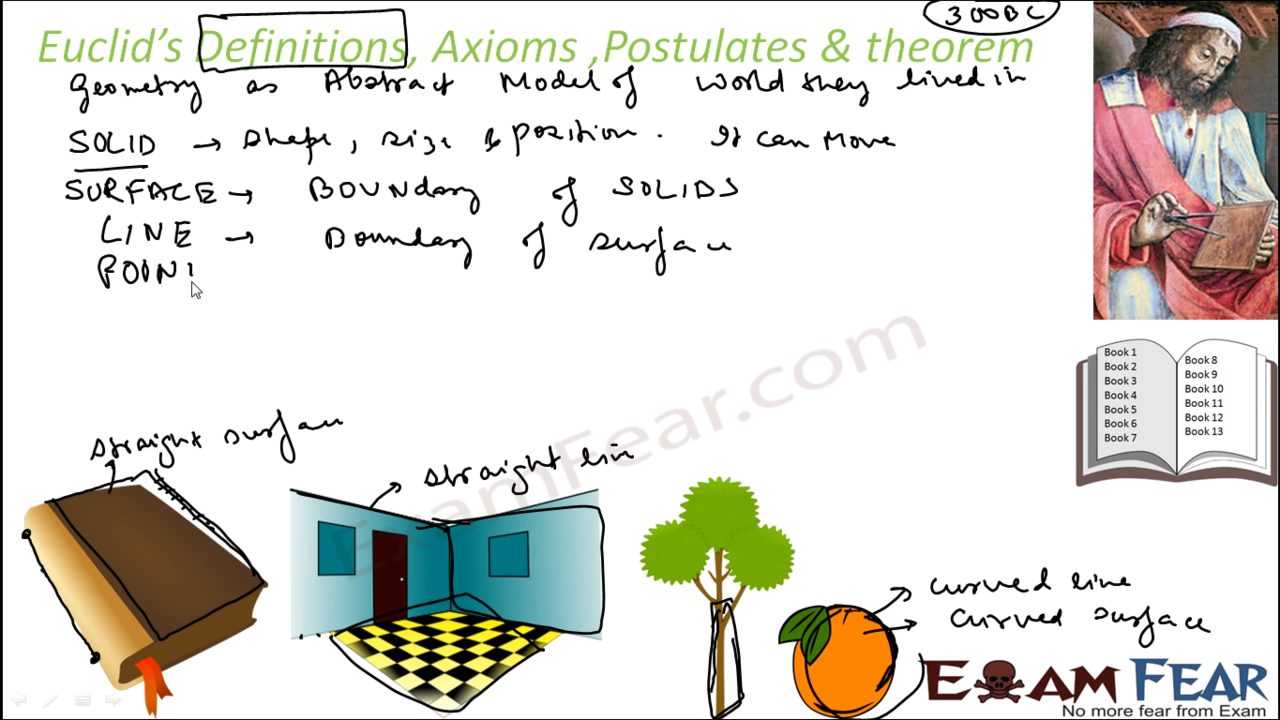 300BC
Euclid's Definitions, Axioms ,Postulates & theorem
Geometry as Abstract Model of world they lived in
SOLID → shape, size & position. It can Move
SURFACE → BOUNdary of SOLIDS
LINE → Boundary of surface
POINT
Book 1
Book 2
Book 3
Book 4
Book 5
Book 6
Book 7
Book 8
Book 9
Book 10
Book 11
Book 12
Book 13
ExamFear.com
straight surface
straight line
curved line
curved surface
EXAM FEAR
No more fear from Exam